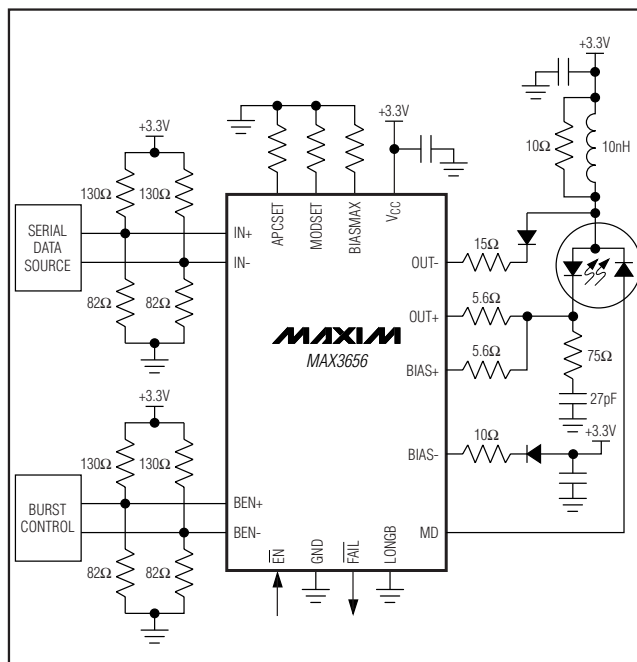 +3.3V
+3.3V
+3.3V
10Ω
10nH
130Ω
130Ω
SERIAL
DATA
SOURCE
IN+
IN-
82Ω
82Ω
APCSET
MODSET
BIASMAX
VCC
OUT-
15Ω
OUT+
5.6Ω
BIAS+
5.6Ω
75Ω
27pF
MAXIM
MAX3656
+3.3V
+3.3V
BIAS-
10Ω
130Ω
130Ω
BURST
CONTROL
BEN+
BEN-
MD
82Ω
82Ω
EN
GND
FAIL
LONGB